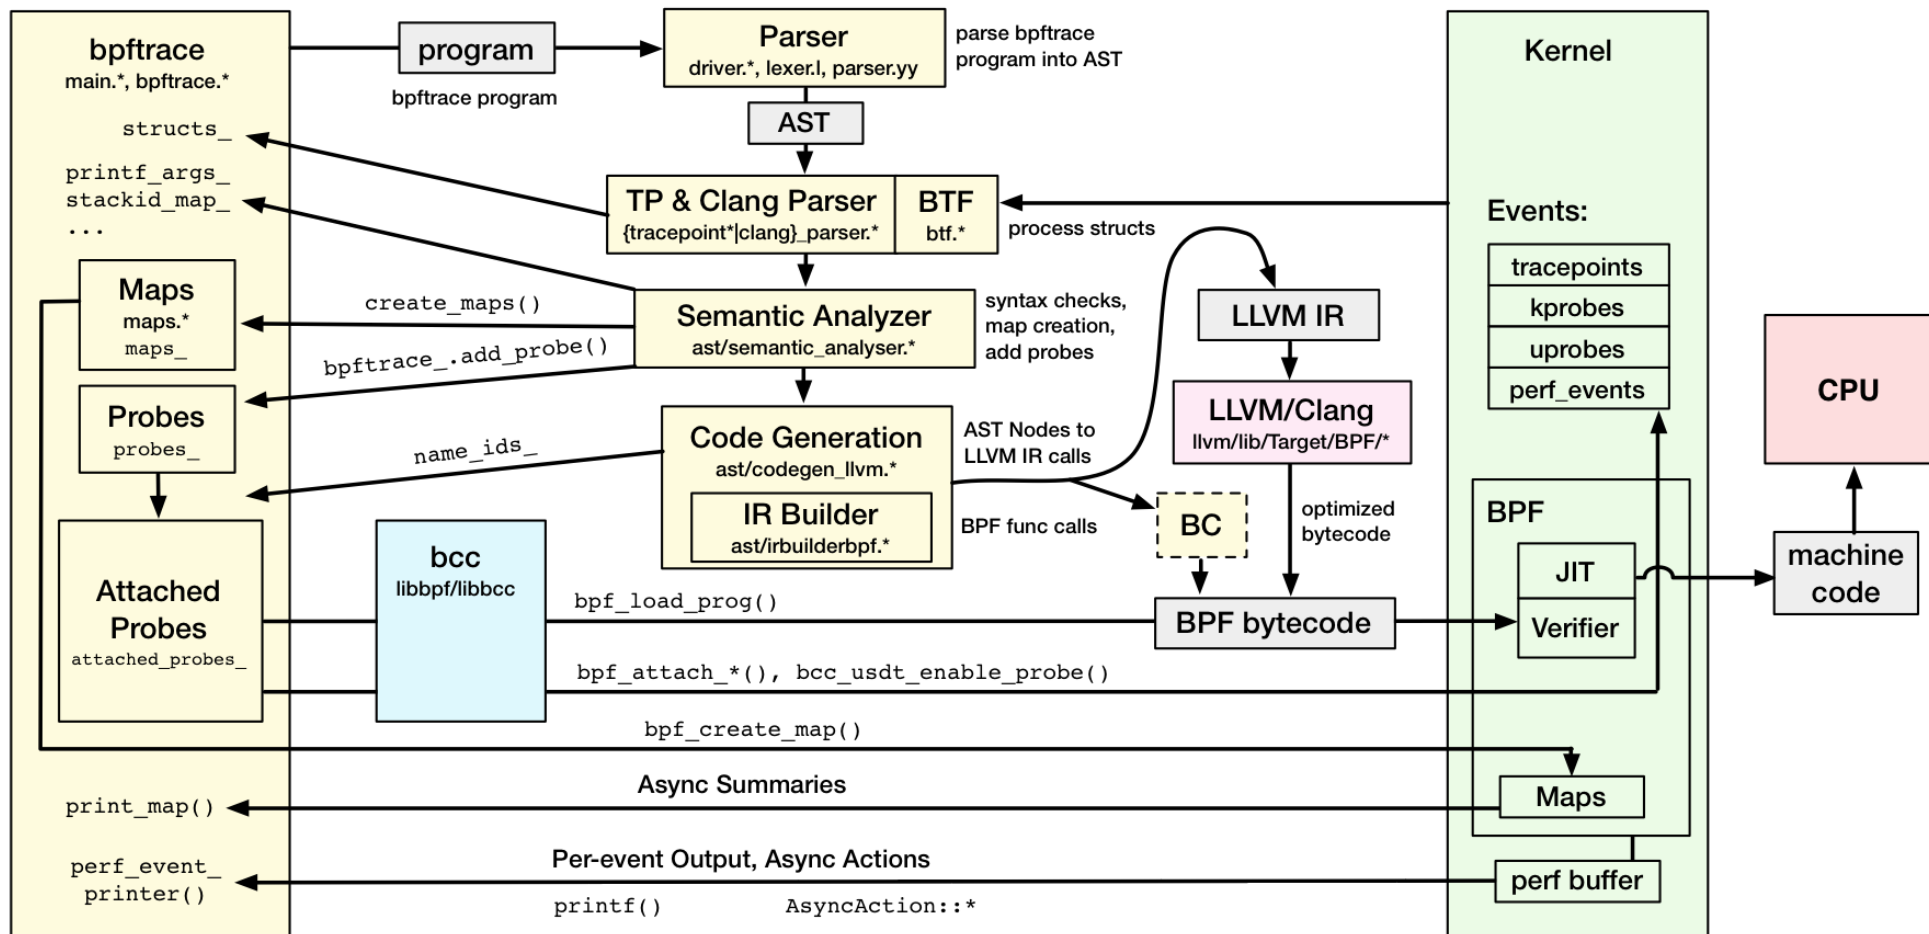 bpftrace
main.*, bpftrace.*
structs_
printf_args_
stackid_map_
...
Maps
maps.*
maps_
Probes
probes_
Attached
Probes
attached_probes_
print_map()
perf_event_
printer()
program
bpftrace program
Parser
driver.*, lexer.l, parser.yy
parse bpftrace
program into AST
AST
TP & Clang Parser
{tracepoint*|clang}_parser.*
BTF
btf.*
process structs
create_maps()
Semantic Analyzer
ast/semantic_analyser.*
syntax checks,
map creation,
add probes
bpftrace_.add_probe()
name_ids_
Code Generation
ast/codegen_llvm.*
IR Builder
ast/irbuilderbpf.*
AST Nodes to
LLVM IR calls
BPF func calls
LLVM IR
LLVM/Clang
llvm/lib/Target/BPF/*
optimized
bytecode
BC
BPF bytecode
bcc
libbpf/libbcc
bpf_load_prog()
bpf_attach_*(), bcc_usdt_enable_probe()
bpf_create_map()
Async Summaries
Per-event Output, Async Actions
printf()
AsyncAction::*
Kernel
Events:
tracepoints
kprobes
uprobes
perf_events
BPF
JIT
Verifier
Maps
perf buffer
CPU
machine
code